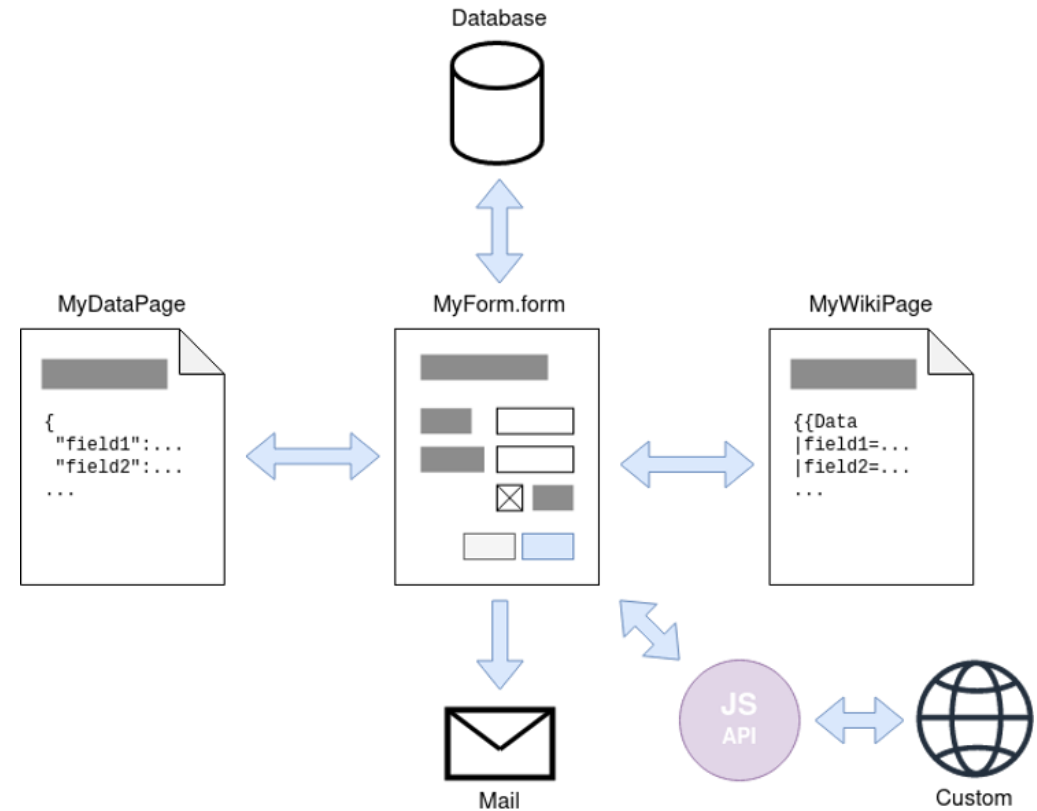 Database
MyDataPage
MyForm.form
MyWikiPage
{
"field1":...
"field2":...
...
{{Data
|field1=...
|field2=...
...
JS
API
Mail
Custom